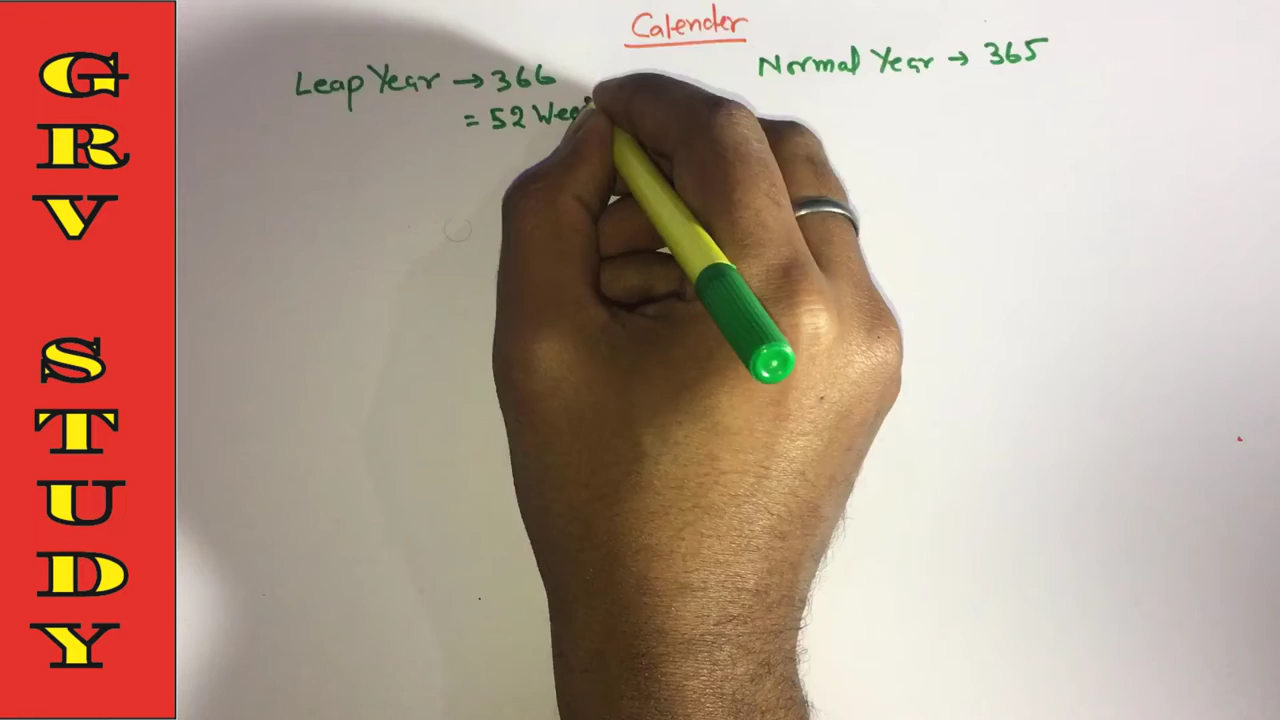 GRV
STUDY
Calender
Leap Year → 366
= 52
Normal Year → 365